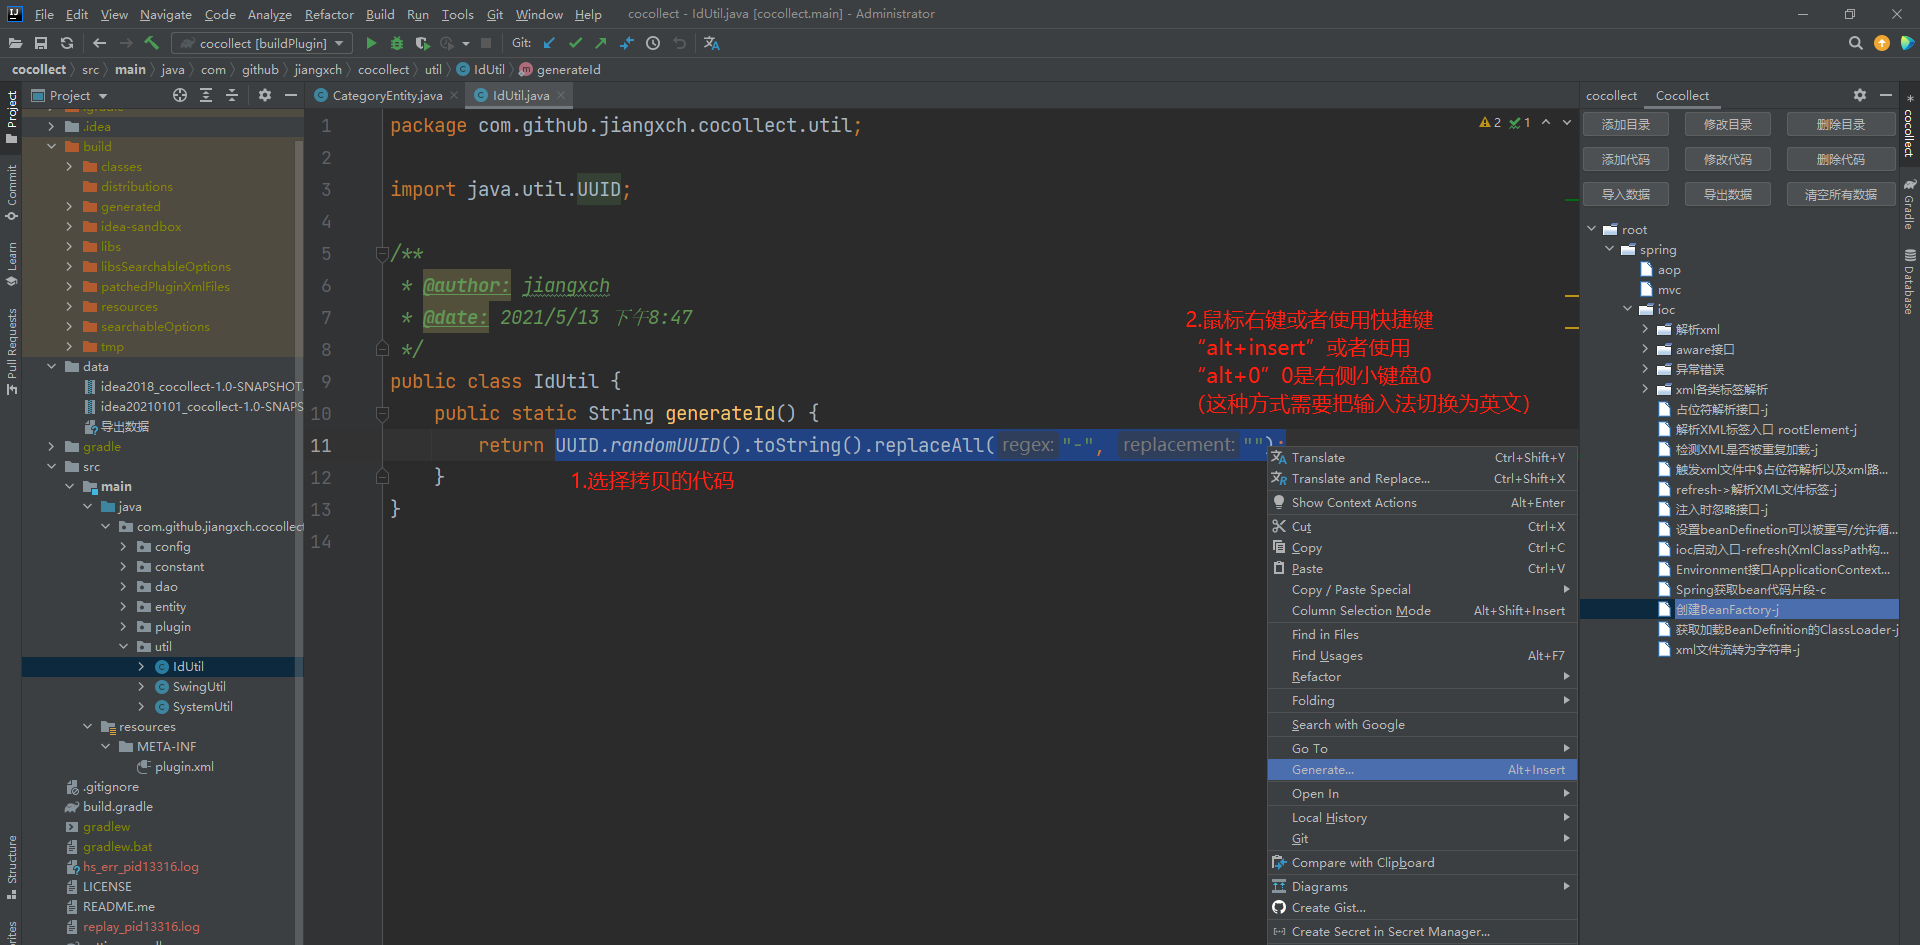 File Edit View Navigate Code Analyze Refactor Build Run Tools Git Window Help cocollect - IdUtil.java [cocollect.main] - Administrator
cocollect [buildPlugin] Git:
cocollect src main java com github jiangxch cocollect util IdUtil generateId
Project
Commit
Learn
Pull Requests
Structure
Project
.idea
build
classes
distributions
generated
idea-sandbox
libs
libsSearchableOptions
patchedPluginXmlFiles
resources
searchableOptions
tmp
data
idea2018_cocollect-1.0-SNAPSHOT.
idea20210101_cocollect-1.0-SNAPS
导出数据
gradle
src
main
java
com.github.jiangxch.cocollect
config
constant
dao
entity
plugin
util
IdUtil
SwingUtil
SystemUtil
resources
META-INF
plugin.xml
.gitignore
build.gradle
gradlew
gradlew.bat
hs_err_pid13316.log
LICENSE
README.me
replay_pid13316.log
CategoryEntity.java IdUtil.java
2 1
1 package com.github.jiangxch.cocollect.util;
2
3 import java.util.UUID;
4
5 /**
6 * @author: jiangxch
7 * @date: 2021/5/13 下午8:47
8 */
9 public class IdUtil {
10 public static String generateId() {
11 return UUID.randomUUID().toString().replaceAll( regex: "-", replacement: "");
12 }
13 }
14
1.选择拷贝的代码
2.鼠标右键或者使用快捷键
“alt+insert”或者使用
“alt+0”0是右侧小键盘0
（这种方式需要把输入法切换为英文）
Translate Ctrl+Shift+Y
Translate and Replace... Ctrl+Shift+X
Show Context Actions Alt+Enter
Cut Ctrl+X
Copy Ctrl+C
Paste Ctrl+V
Copy / Paste Special
Column Selection Mode Alt+Shift+Insert
Find in Files
Find Usages Alt+F7
Refactor
Folding
Search with Google
Go To
Generate... Alt+Insert
Open In
Local History
Git
Compare with Clipboard
Diagrams
Create Gist...
Create Secret in Secret Manager...
cocollect Cocollect
添加目录 修改目录 删除目录
添加代码 修改代码 删除代码
导入数据 导出数据 清空所有数据
root
spring
aop
mvc
ioc
解析xml
aware接口
异常错误
xml各类标签解析
占位符解析接口-j
解析XML标签入口 rootElement-j
检测XML是否被重复加载-j
触发xml文件中$占位符解析以及xml路...
refresh->解析XML文件标签-j
注入时忽略接口-j
设置beanDefinetion可以被重写/允许循...
ioc启动入口-refresh(XmlClassPath构...
Environment接口ApplicationContext...
Spring获取bean代码片段-c
创建BeanFactory-j
获取加载BeanDefinition的ClassLoader-j
xml文件流转为字符串-j
cocollect
Gradle
Database